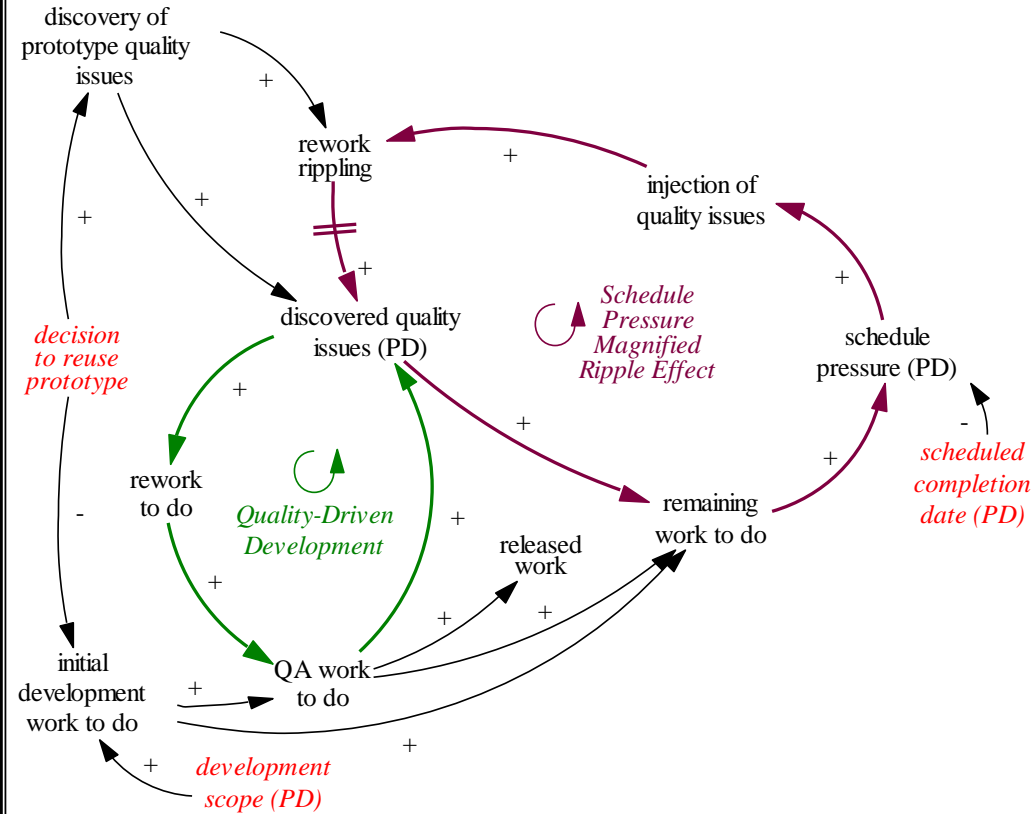 discovery of
prototype quality
issues
+
rework
rippling
+
injection of
quality issues
+
+
+
+
decision
to reuse
prototype
discovered quality
issues (PD)
Schedule
Pressure
Magnified
Ripple Effect
schedule
pressure (PD)
+
+
-
scheduled
completion
date (PD)
+
rework
to do
-
Quality-Driven
Development
+
remaining
work to do
released
work
+
+
+
initial
development
work to do
+
QA work
to do
+
+
development
scope (PD)